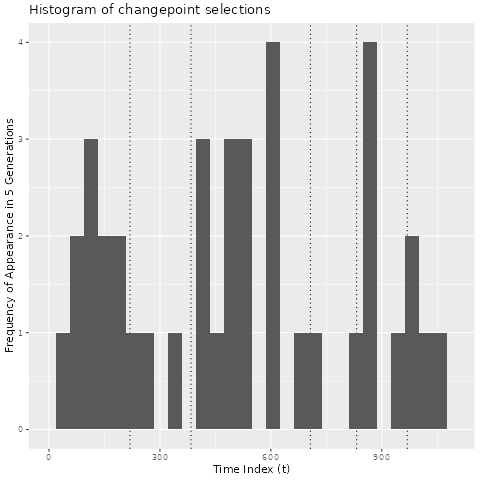 Histogram of changepoint selections
Frequency of Appearance in 5 Generations
4
3
2
1
0
0 300 600 900
Time Index (t)